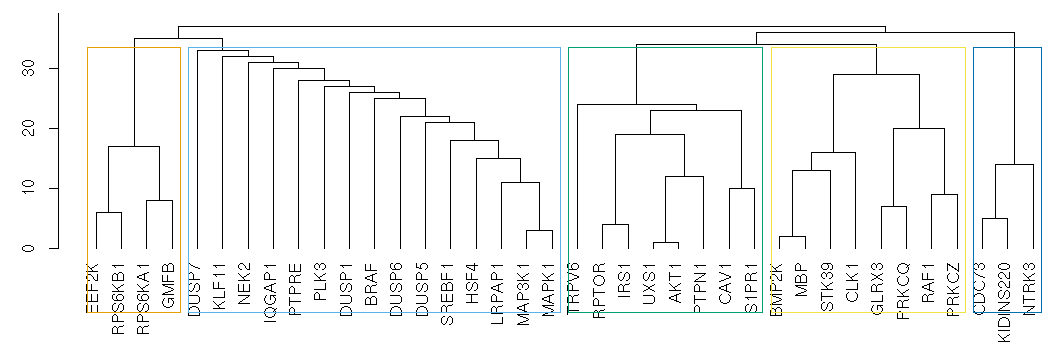 30
20
10
0
EEF2K
RPS6KB1
RPS6KA1
GMFB
DUSP7
KLF11
NEK2
IQGAP1
PTPRE
PLK3
DUSP1
BRAF
DUSP6
DUSP5
SREBF1
HSF4
LRPAP1
MAP3K1
MAPK1
TRPV6
RPTOR
IRS1
UXS1
AKT1
PTPN1
CAV1
S1PR1
BMP2K
MBP
STK39
CLK1
GLRX3
PRKCQ
RAF1
PRKCZ
CDC73
KIDINS220
NTRK3